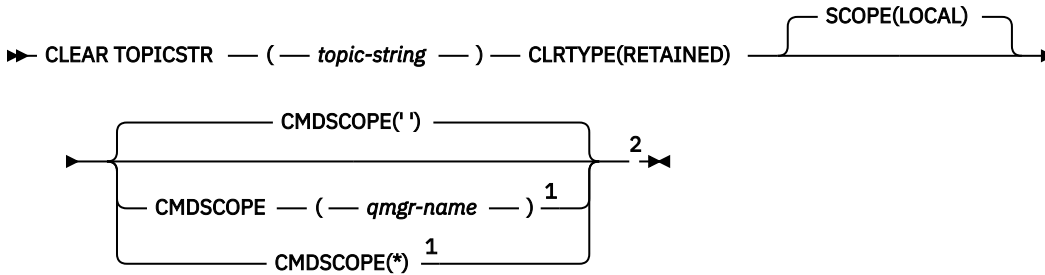 SCOPE(LOCAL)
CLEAR TOPICSTR ( topic-string ) CLRTYPE(RETAINED)
CMDSCOPE(' ')
2
CMDSCOPE ( qmgr-name ) 1
CMDSCOPE(*) 1